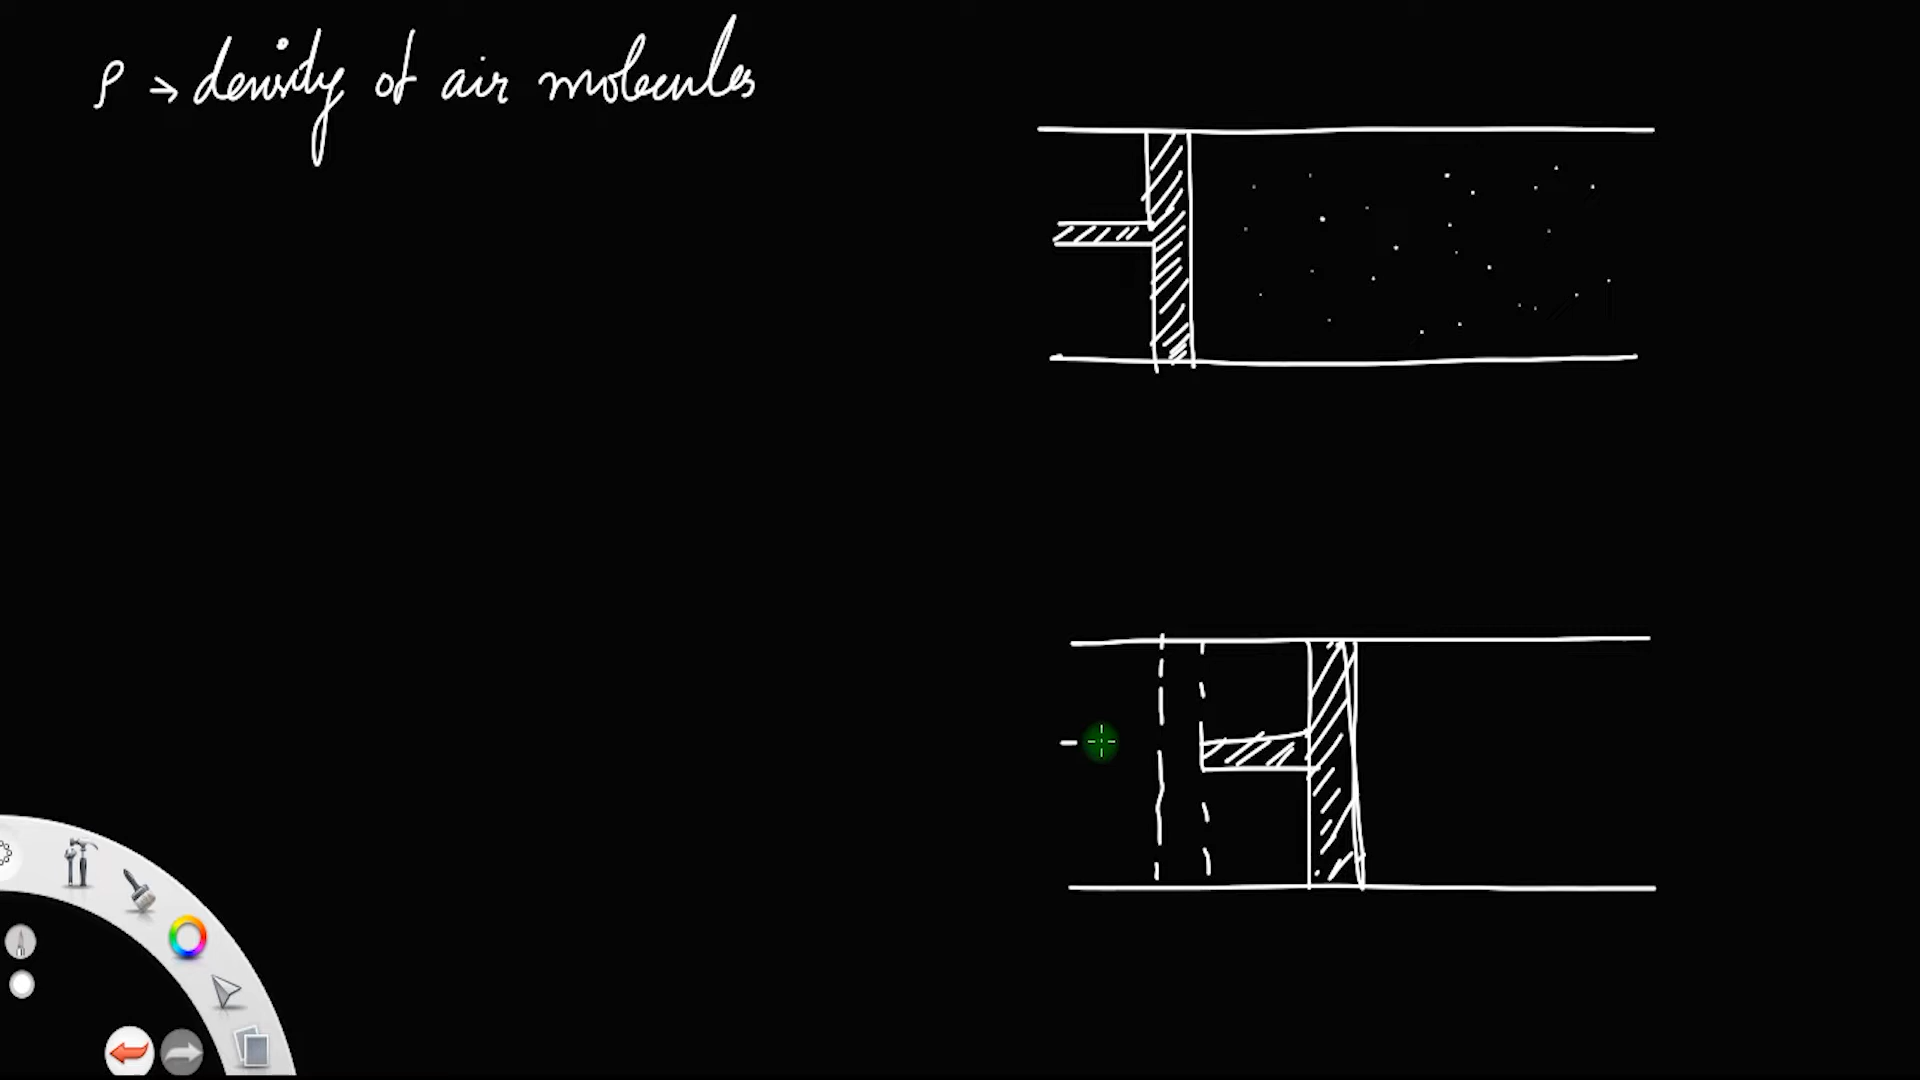 ρ → density of air molecules